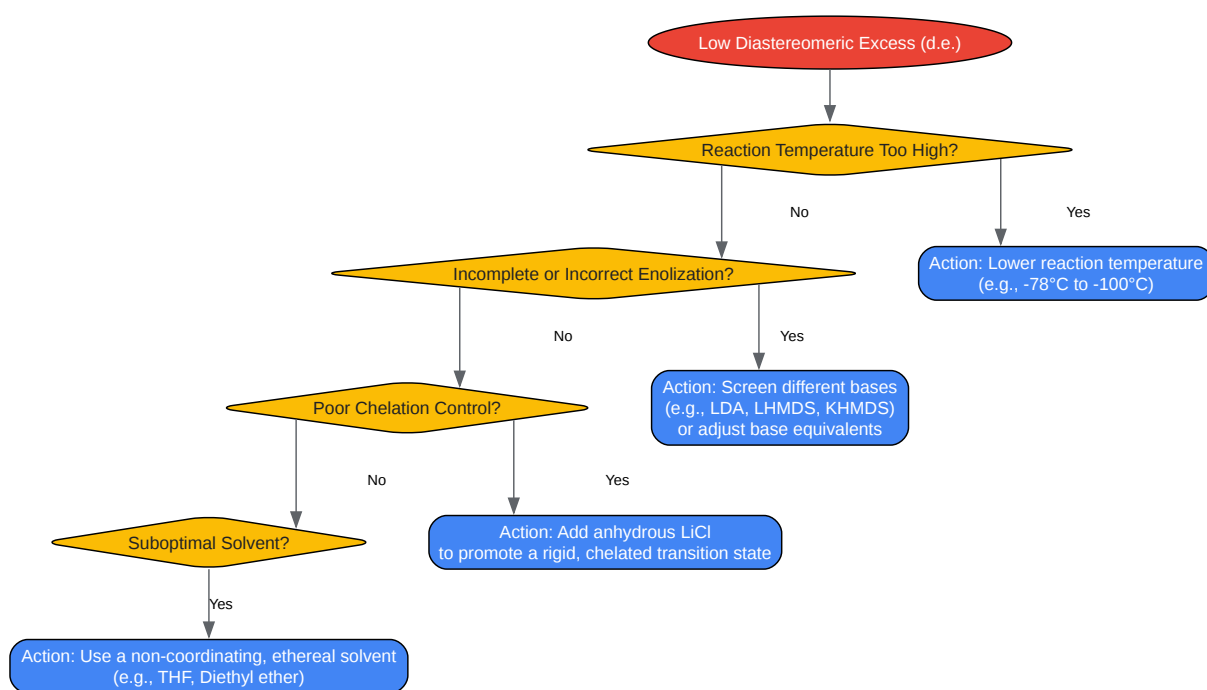 Low Diastereomeric Excess (d.e.)
Reaction Temperature Too High?
No
Yes
Incomplete or Incorrect Enolization?
Action: Lower reaction temperature
(e.g., -78°C to -100°C)
No
Yes
Poor Chelation Control?
Action: Screen different bases
(e.g., LDA, LHMDS, KHMDS)
or adjust base equivalents
No
Yes
Suboptimal Solvent?
Action: Add anhydrous LiCl
to promote a rigid, chelated transition state
Yes
Action: Use a non-coordinating, ethereal solvent
(e.g., THF, Diethyl ether)